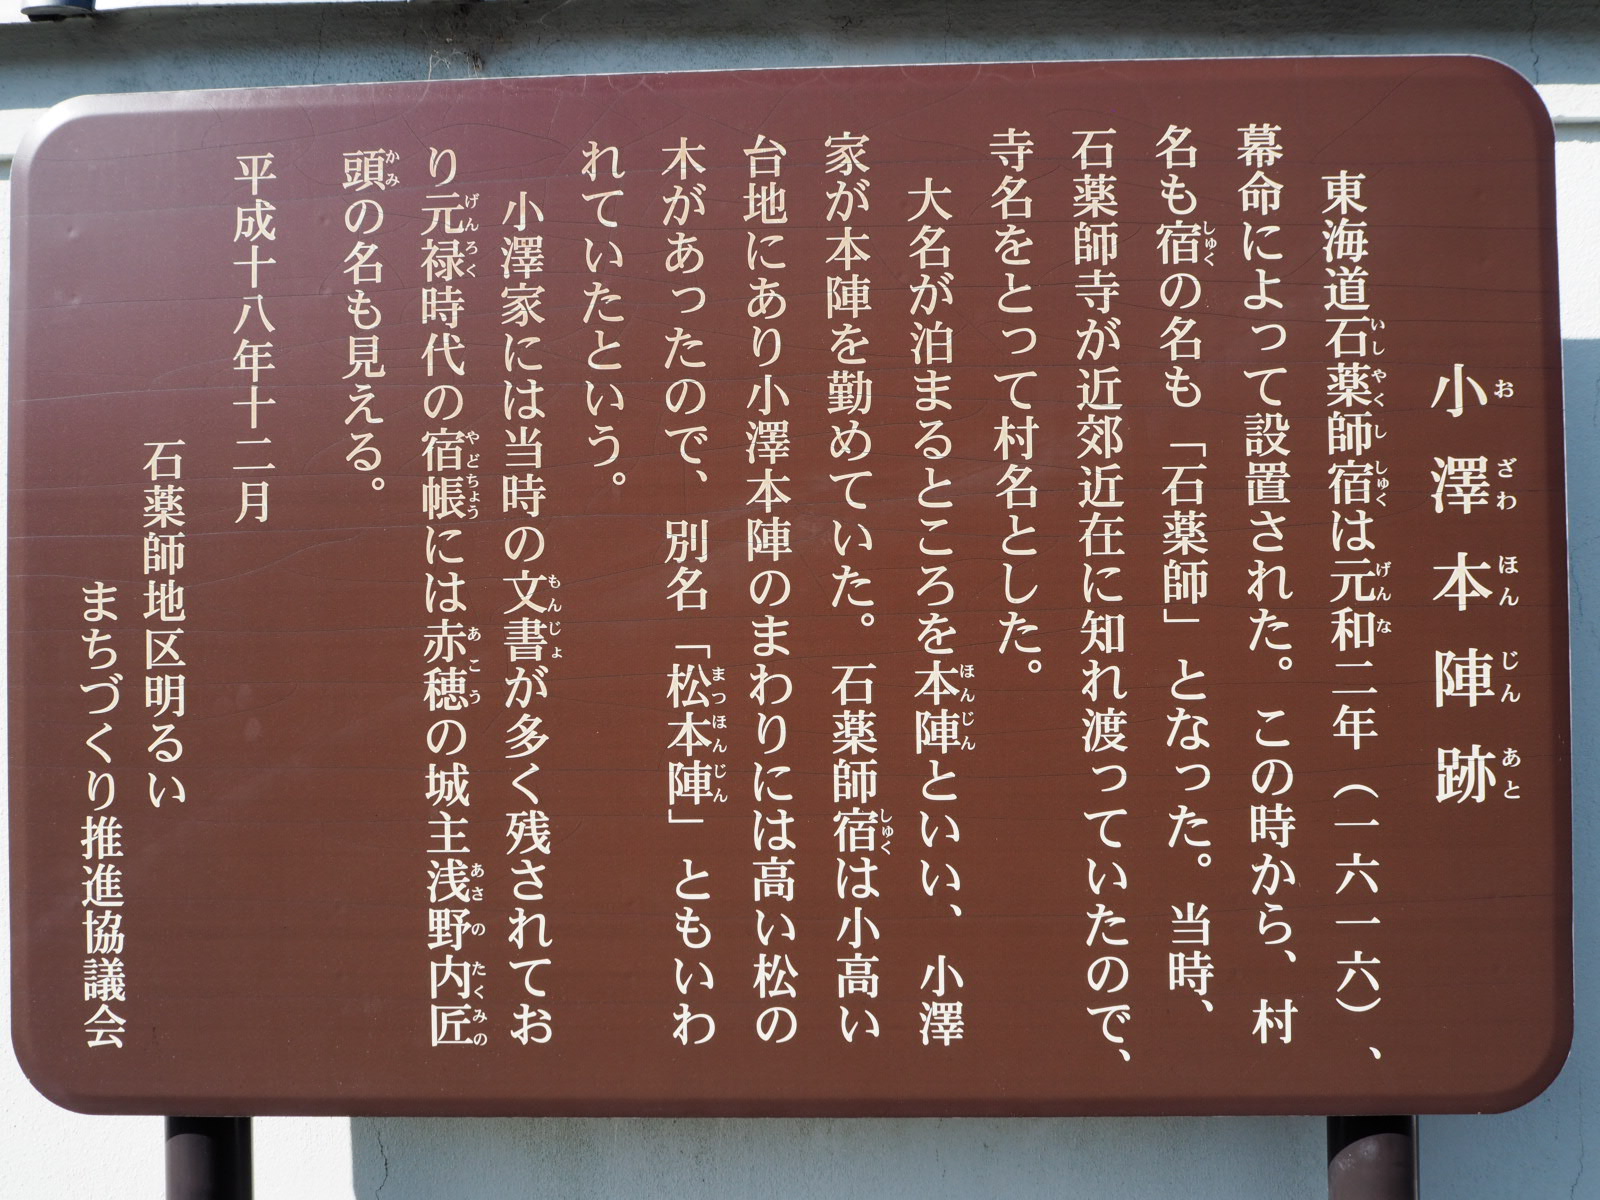 小澤本陣跡
東海道石薬師宿は元和二年（一六一六）、
幕命によって設置された。この時から、村
名も宿の名も「石薬師」となった。当時、
石薬師寺が近郊近在に知れ渡っていたので、
寺名をとって村名とした。
大名が泊まるところを本陣といい、小澤
家が本陣を勤めていた。石薬師宿は小高い
台地にあり小澤本陣のまわりには高い松の
木があったので、別名「松本陣」ともいわ
れていたという。
小澤家には当時の文書が多く残されてお
り元禄時代の宿帳には赤穂の城主浅野内匠
頭の名も見える。
平成十八年十二月
石薬師地区明るい
まちづくり推進協議会